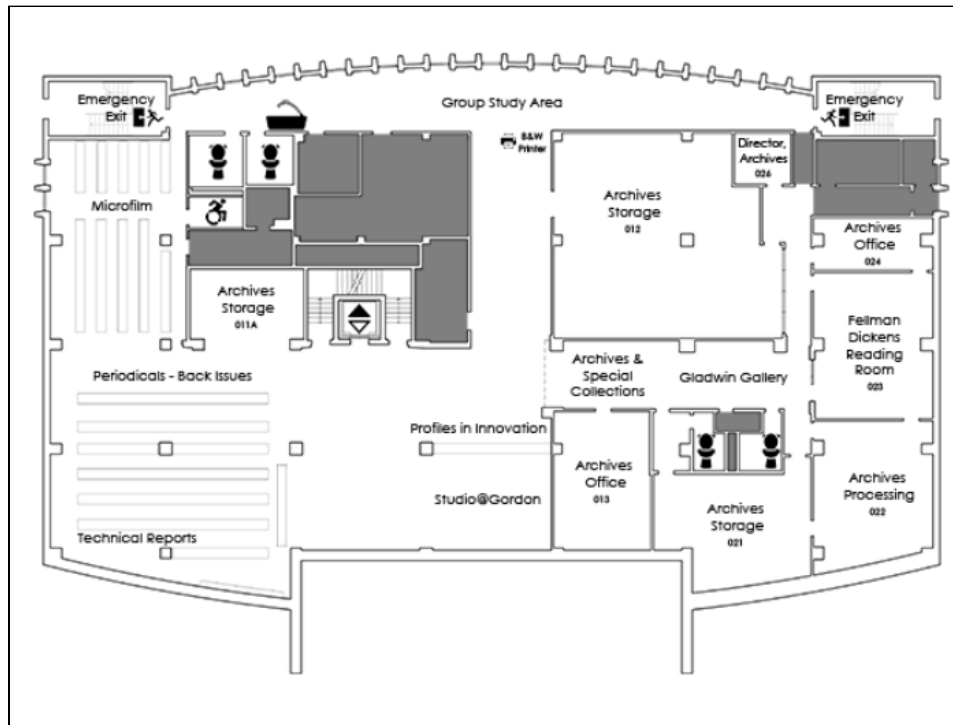 Group Study Area
Emergency
Exit
Emergency
Exit
B&W
Printer
Director,
Archives
026
Microfilm
Archives
Storage
012
Archives
Office
024
Archives
Storage
011A
Fellman
Dickens
Reading
Room
023
Periodicals - Back Issues
Archives &
Special
Collections
Gladwin Gallery
Profiles in Innovation
Archives
Office
013
Archives
Processing
022
Studio@Gordon
Archives
Storage
021
Technical Reports